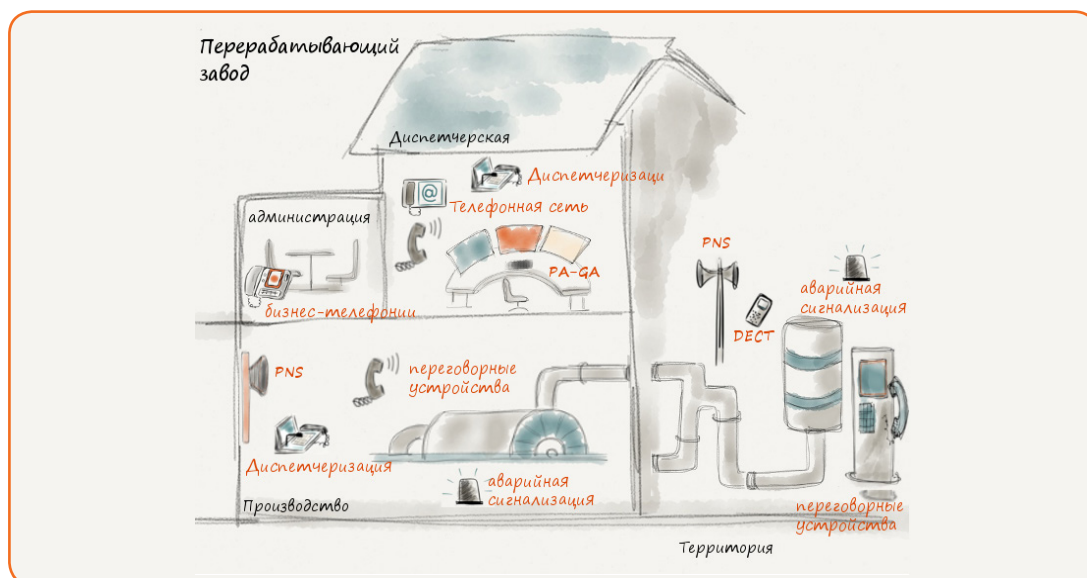 Перерабатывающий
завод
Диспетчерская
Диспетчеризаци
Телефонная сеть
администрация
PA-GA
бизнес-телефонии
PNS
аварийная
сигнализация
DECT
PNS
переговорные
устройства
Диспетчеризация
аварийная
сигнализация
Производство
переговорные
устройства
Территория